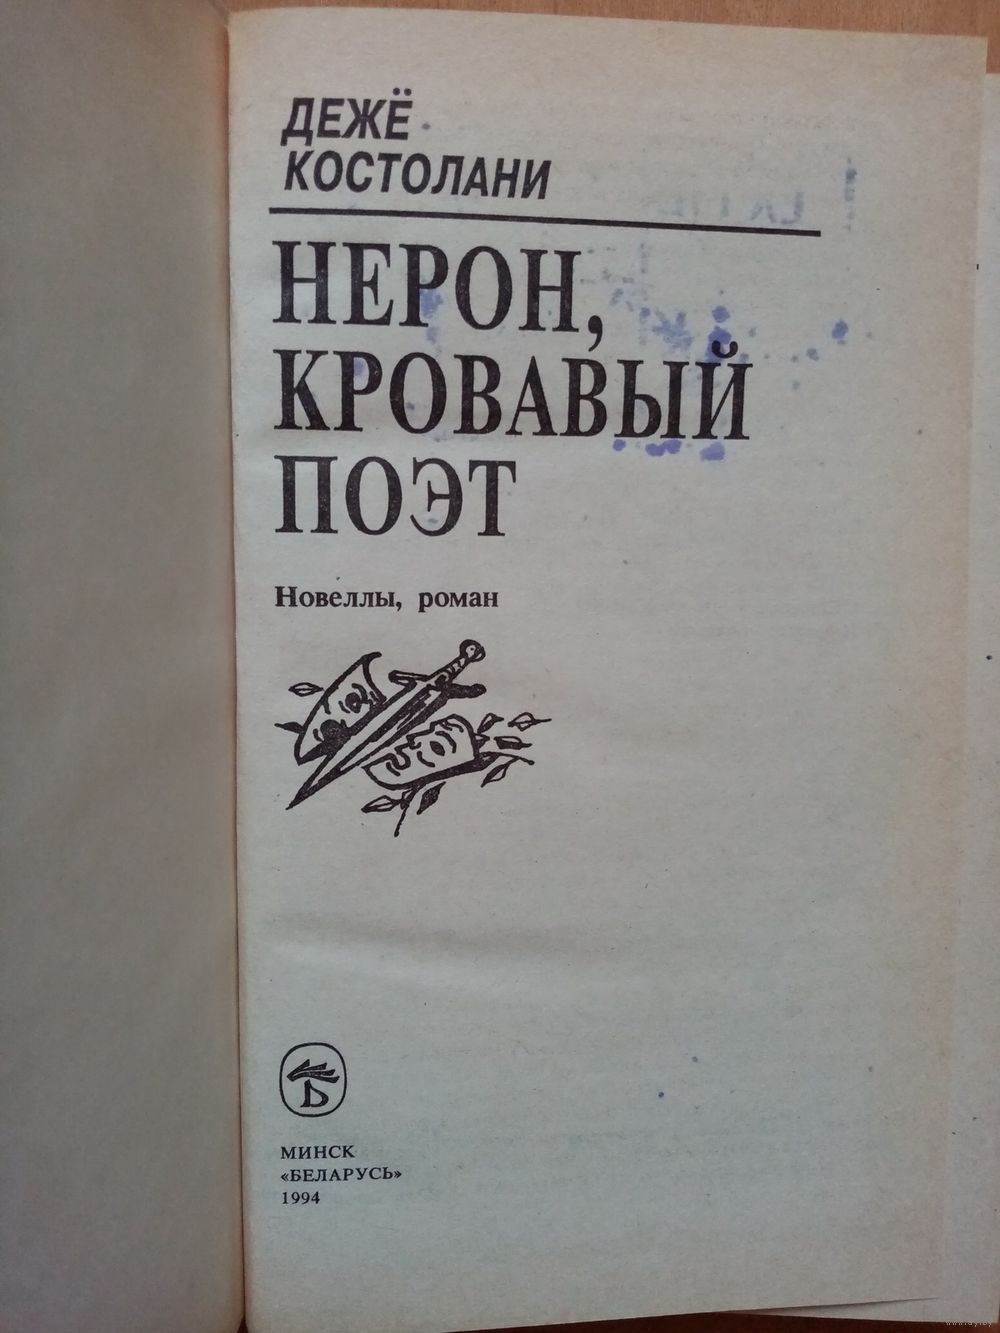 ДЕЖЁ
КОСТОЛАНИ
НЕРОН,
КРОВАВЫЙ
ПОЭТ
Новеллы, роман
Б
МИНСК
«БЕЛАРУСЬ»
1994